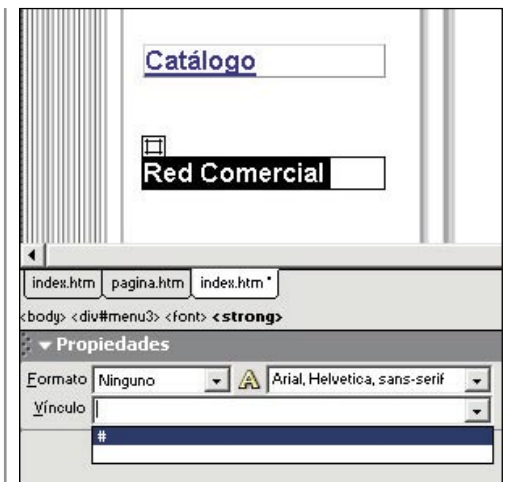 Catálogo
Red Comercial
index.htm pagina.htm index.htm*
<body> <div#menu3> <font> <strong>
Propiedades
Formato Ninguno A Arial, Helvetica, sans-serif
Vínculo
#